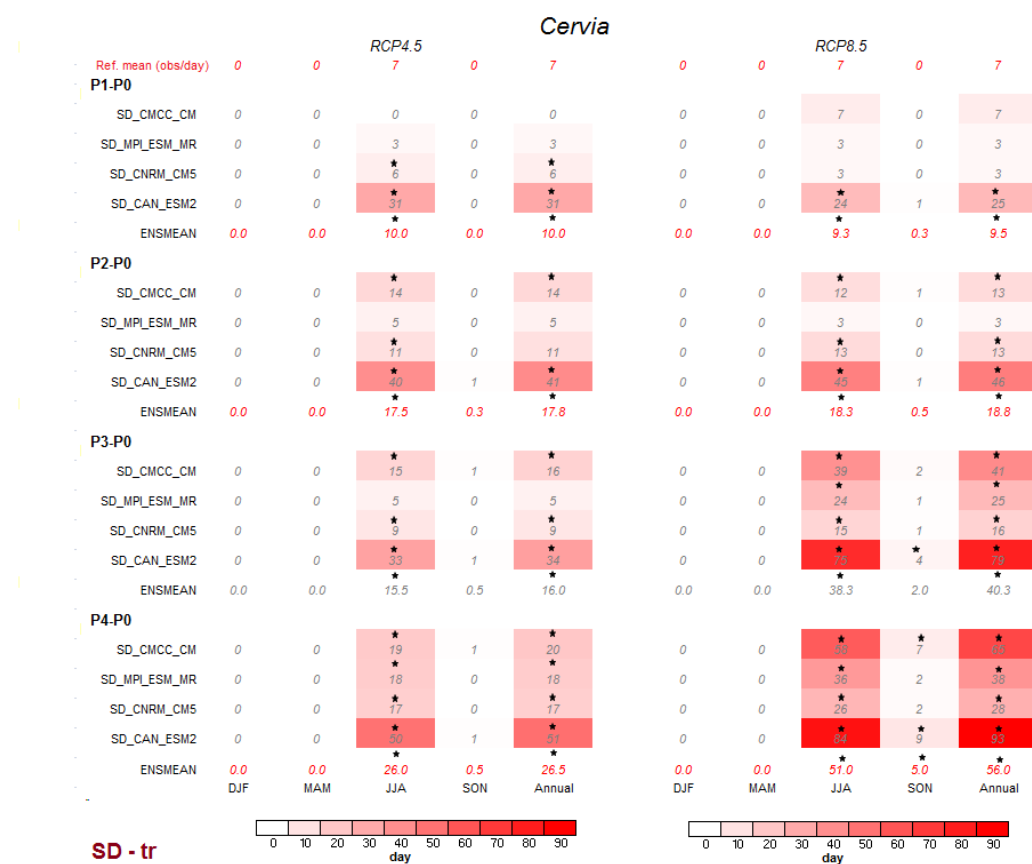 Cervia
RCP4.5 RCP8.5
Ref. mean (obs/day) 0 0 7 0 7 0 0 7 0 7
P1-P0
SD_CMCC_CM 0 0 0 0 0 0 0 7 0 7
SD_MPI_ESM_MR 0 0 3 0 3 0 0 3 0 3
SD_CNRM_CM5 0 0 6 0 6 0 0 3 0 3
SD_CAN_ESM2 0 0 31 0 31 0 0 24 1 25
ENSMEAN 0.0 0.0 10.0 0.0 10.0 0.0 0.0 9.3 0.3 9.5
P2-P0
SD_CMCC_CM 0 0 14 0 14 0 0 12 1 13
SD_MPI_ESM_MR 0 0 5 0 5 0 0 3 0 3
SD_CNRM_CM5 0 0 11 0 11 0 0 13 0 13
SD_CAN_ESM2 0 0 40 1 41 0 0 45 1 46
ENSMEAN 0.0 0.0 17.5 0.3 17.8 0.0 0.0 18.3 0.5 18.8
P3-P0
SD_CMCC_CM 0 0 15 1 16 0 0 39 2 41
SD_MPI_ESM_MR 0 0 5 0 5 0 0 24 1 25
SD_CNRM_CM5 0 0 9 0 9 0 0 15 1 16
SD_CAN_ESM2 0 0 33 1 34 0 0 75 4 79
ENSMEAN 0.0 0.0 15.5 0.5 16.0 0.0 0.0 38.3 2.0 40.3
P4-P0
SD_CMCC_CM 0 0 19 1 20 0 0 58 7 65
SD_MPI_ESM_MR 0 0 18 0 18 0 0 36 2 38
SD_CNRM_CM5 0 0 17 0 17 0 0 26 2 28
SD_CAN_ESM2 0 0 50 1 51 0 0 84 9 93
ENSMEAN 0.0 0.0 26.0 0.5 26.5 0.0 0.0 51.0 5.0 56.0
DJF MAM JJA SON Annual DJF MAM JJA SON Annual
0 10 20 30 40 50 60 70 80 90 0 10 20 30 40 50 60 70 80 90
day day
SD - tr